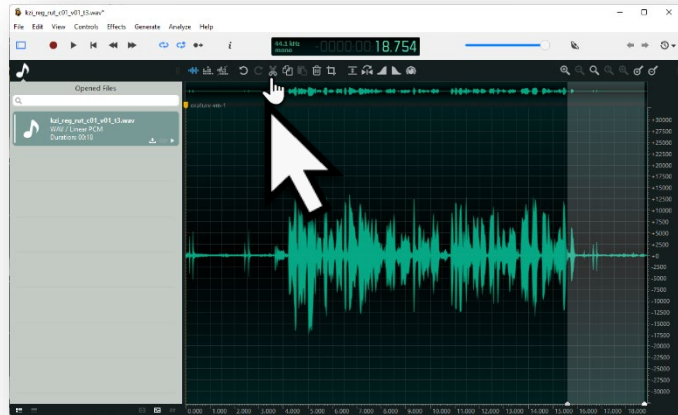 kzi_reg_rut_c01_v01_t3.wav*
File Edit View Controls Effects Generate Analyze Help
44.1 kHz
mono
-0:00:00:00 18.754
Opened Files
kzi_reg_rut_c01_v01_t3.wav
WAV / Linear PCM
Duration: 00:18
+30000
+27500
+25000
+22500
+20000
+17500
+15000
+12500
+10000
+7500
+5000
+2500
-0
-2500
-5000
-7500
-10000
-12500
-15000
-17500
-20000
-22500
-25000
-27500
-30000
0.000 1.000 2.000 3.000 4.000 5.000 6.000 7.000 8.000 9.000 10.000 11.000 12.000 13.000 14.000 15.000 16.000 17.000 18.000